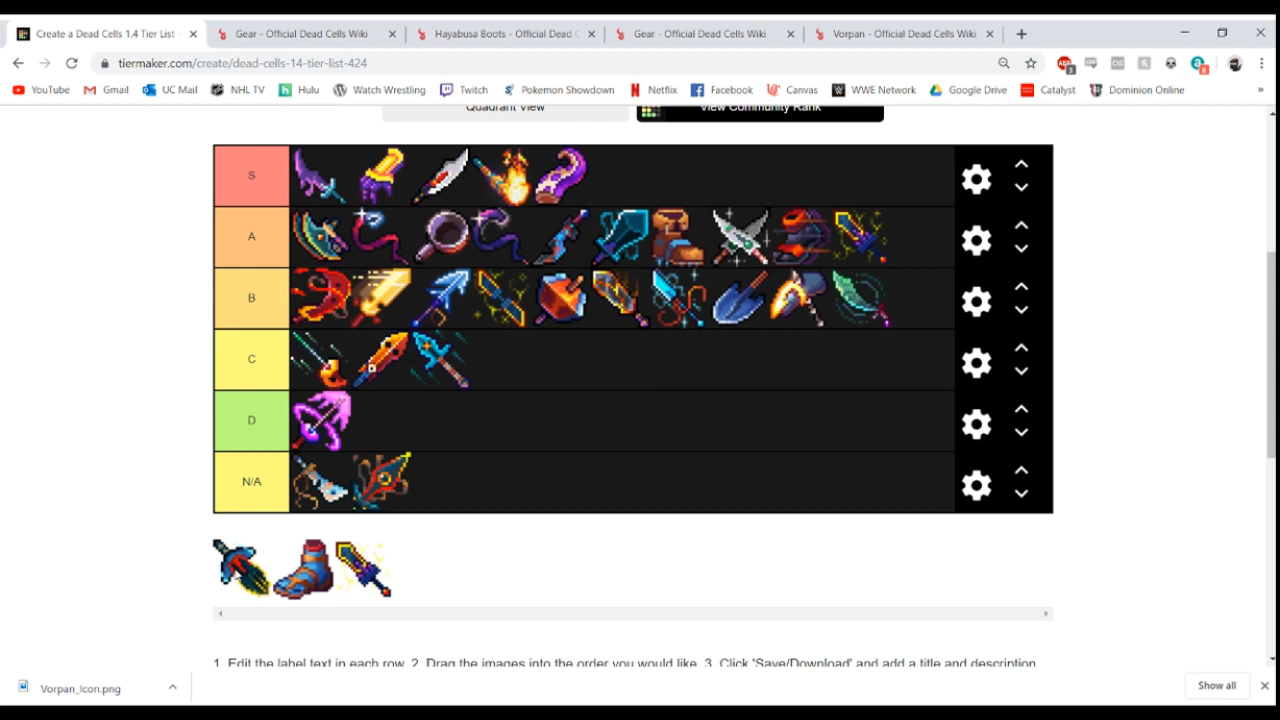 Create a Dead Cells 1.4 Tier List
Gear - Official Dead Cells Wiki
Hayabusa Boots - Official Dead
Gear - Official Dead Cells Wiki
Vorpan - Official Dead Cells Wiki
tiermaker.com/create/dead-cells-14-tier-list-424
YouTube
Gmail
UC Mail
NHL TV
Hulu
Watch Wrestling
Twitch
Pokemon Showdown
Netflix
Facebook
Canvas
WWE Network
Google Drive
Catalyst
Dominion Online
»
Quadrant View
View Community Rank
S
A
B
C
D
N/A
1. Edit the label text in each row. 2. Drag the images into the order you would like. 3. Click 'Save/Download' and add a title and description.
Vorpan_Icon.png
Show all